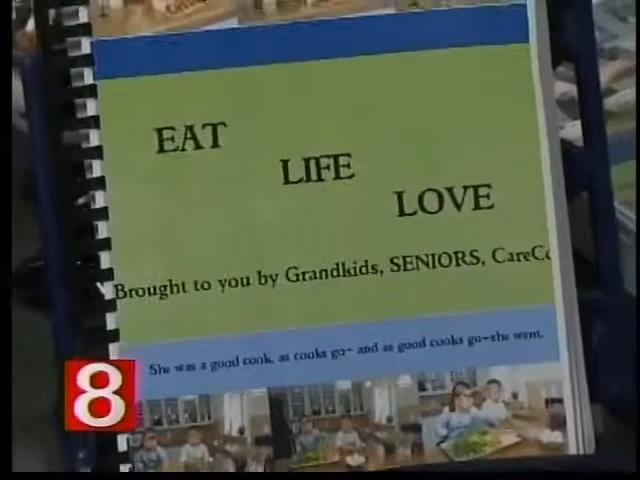 EAT
LIFE
LOVE
Brought to you by Grandkids, SENIORS,
She was a good cook, as cooks go- and as good cooks go-she went.
8